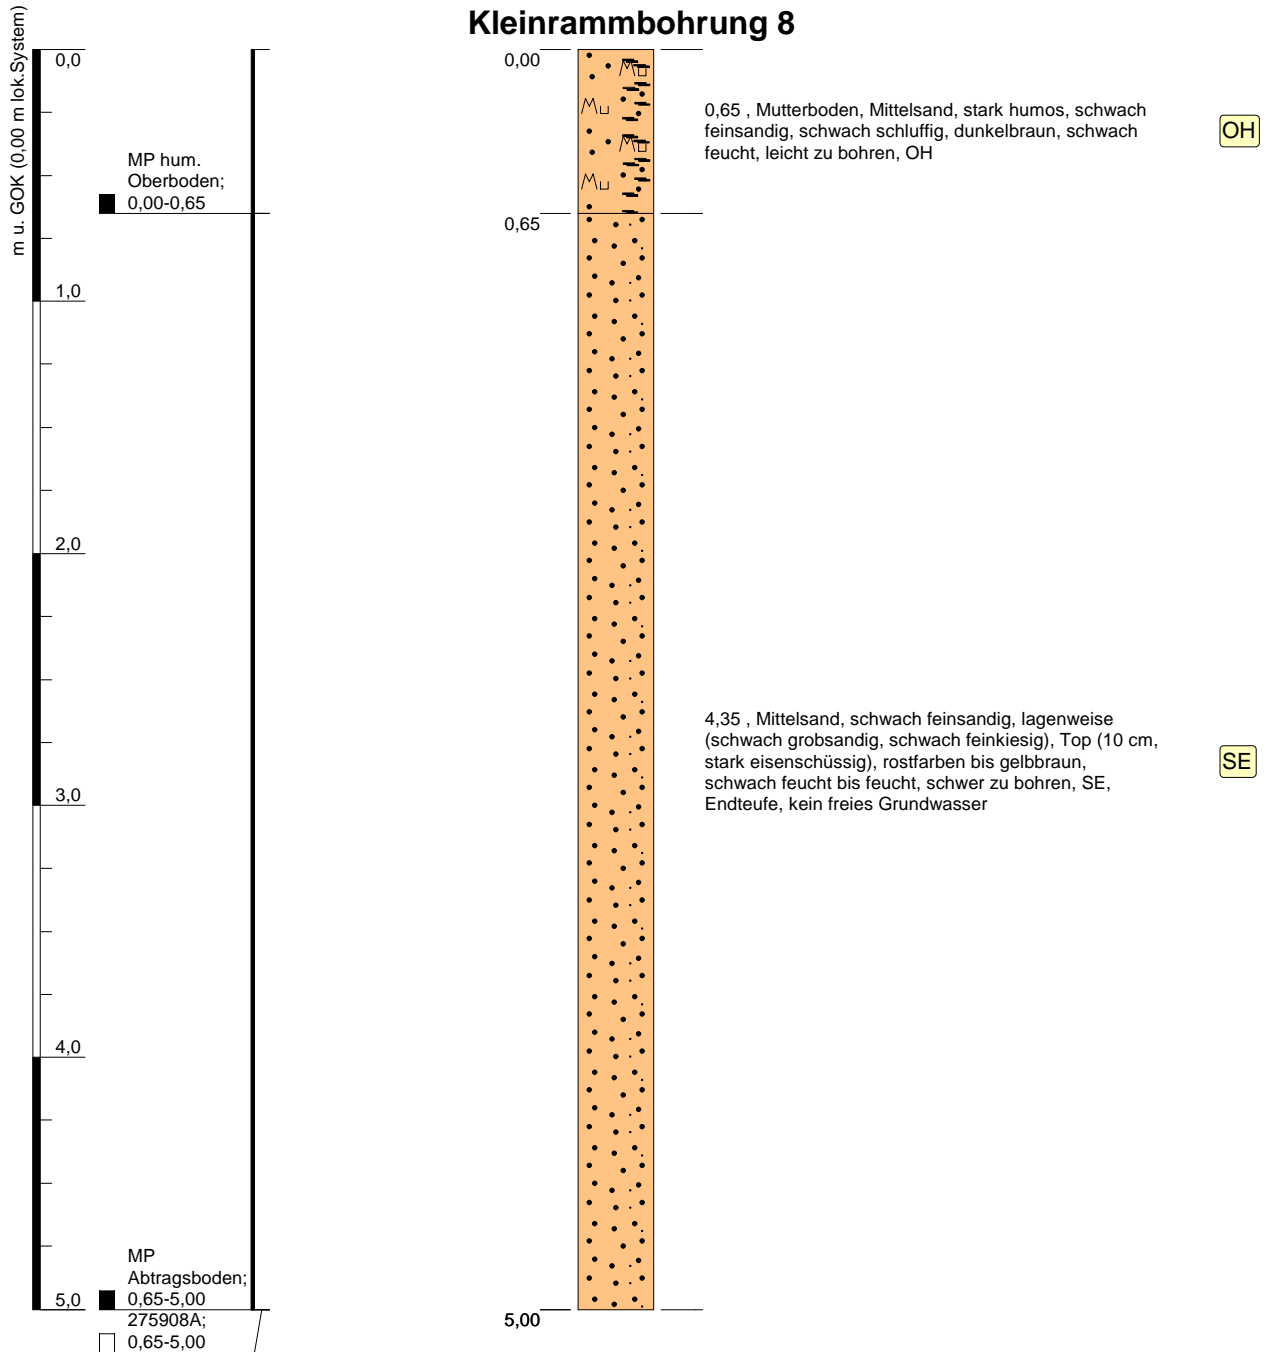 Kleinrammbohrung 8
m u. GOK (0,00 m lok.System)
0,0
0,00
0,65 , Mutterboden, Mittelsand, stark humos, schwach
feinsandig, schwach schluffig, dunkelbraun, schwach
feucht, leicht zu bohren, OH
OH
MP hum.
Oberboden;
0,00-0,65
0,65
1,0
2,0
4,35 , Mittelsand, schwach feinsandig, lagenweise
(schwach grobsandig, schwach feinkiesig), Top (10 cm,
stark eisenschüssig), rostfarben bis gelbbraun,
schwach feucht bis feucht, schwer zu bohren, SE,
Endteufe, kein freies Grundwasser
SE
3,0
4,0
MP
Abtragsboden;
0,65-5,00
5,0
275908A;
0,65-5,00
5,00